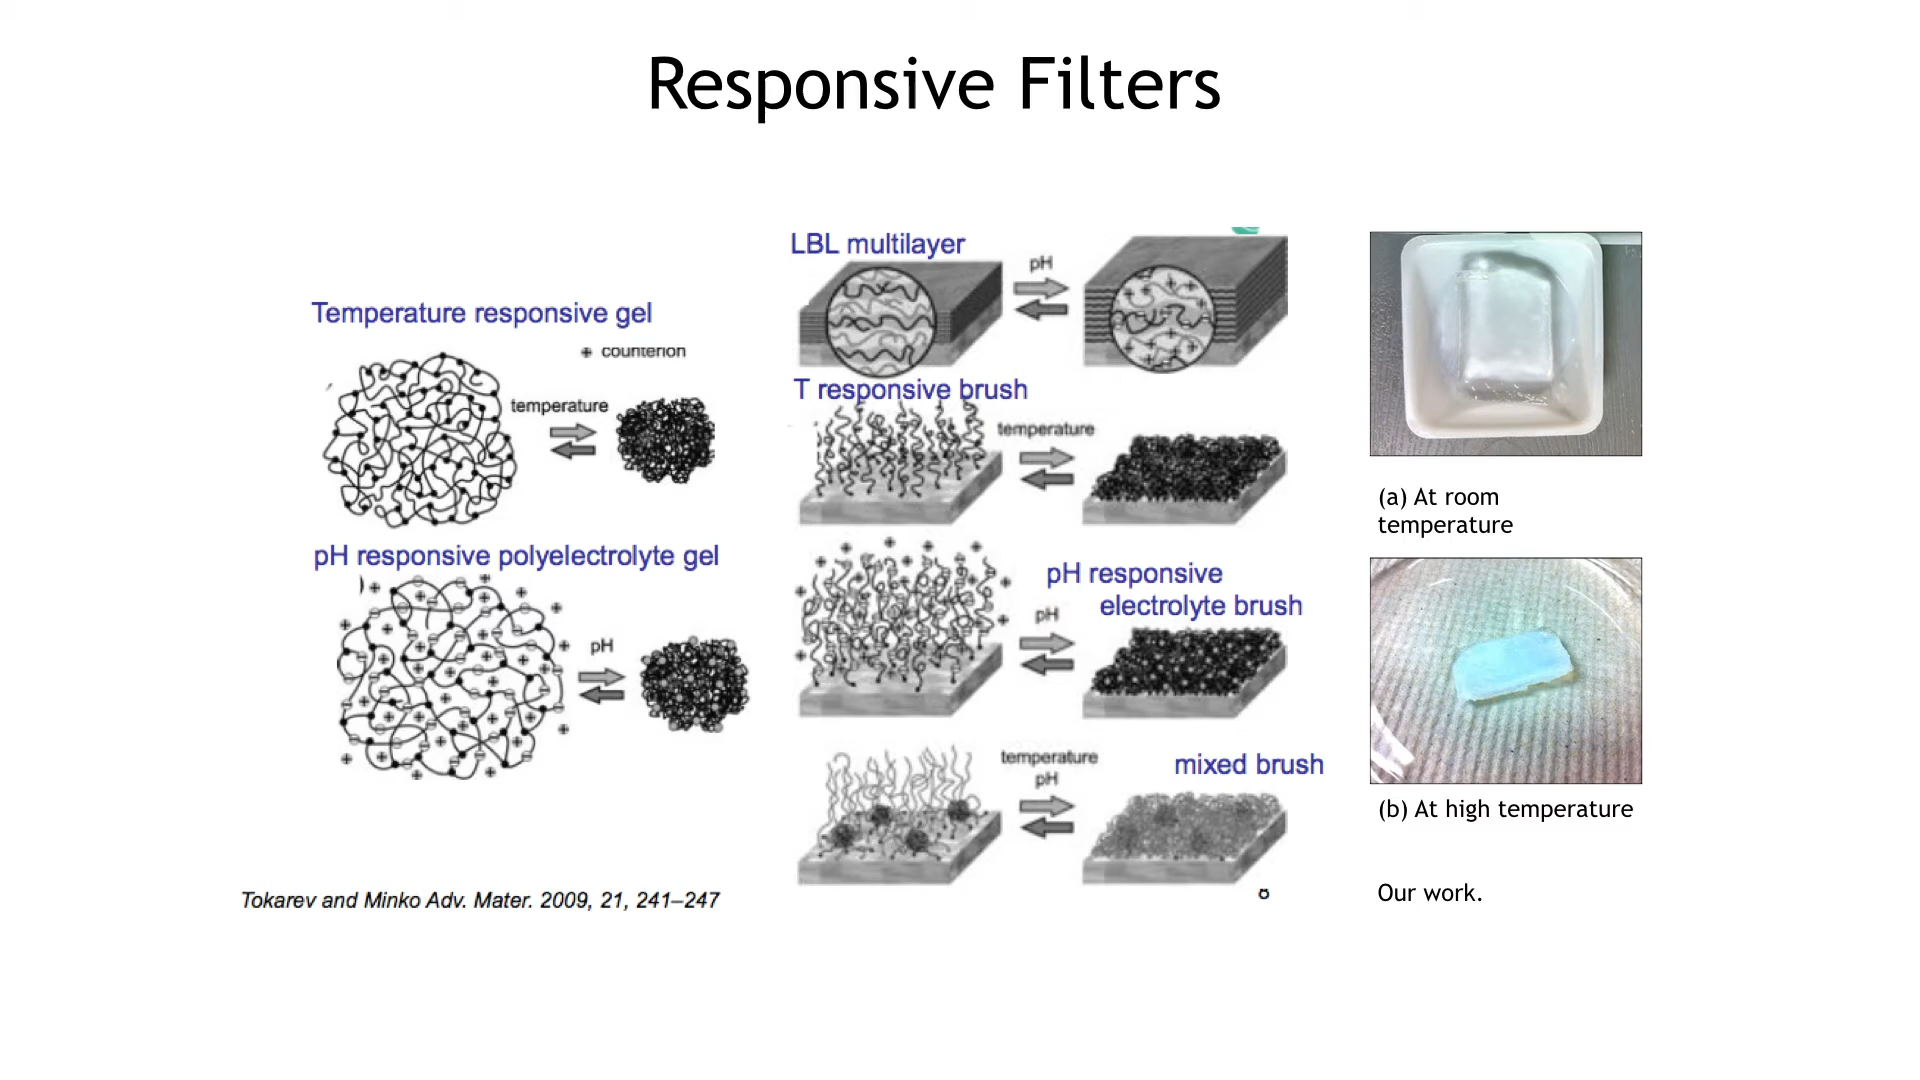 Responsive Filters
Temperature responsive gel
counterion
temperature
pH responsive polyelectrolyte gel
pH
Tokarev and Minko Adv. Mater. 2009, 21, 241–247
LBL multilayer
pH
T responsive brush
temperature
pH responsive
electrolyte brush
pH
temperature
pH
mixed brush
(a) At room
temperature
(b) At high temperature
Our work.